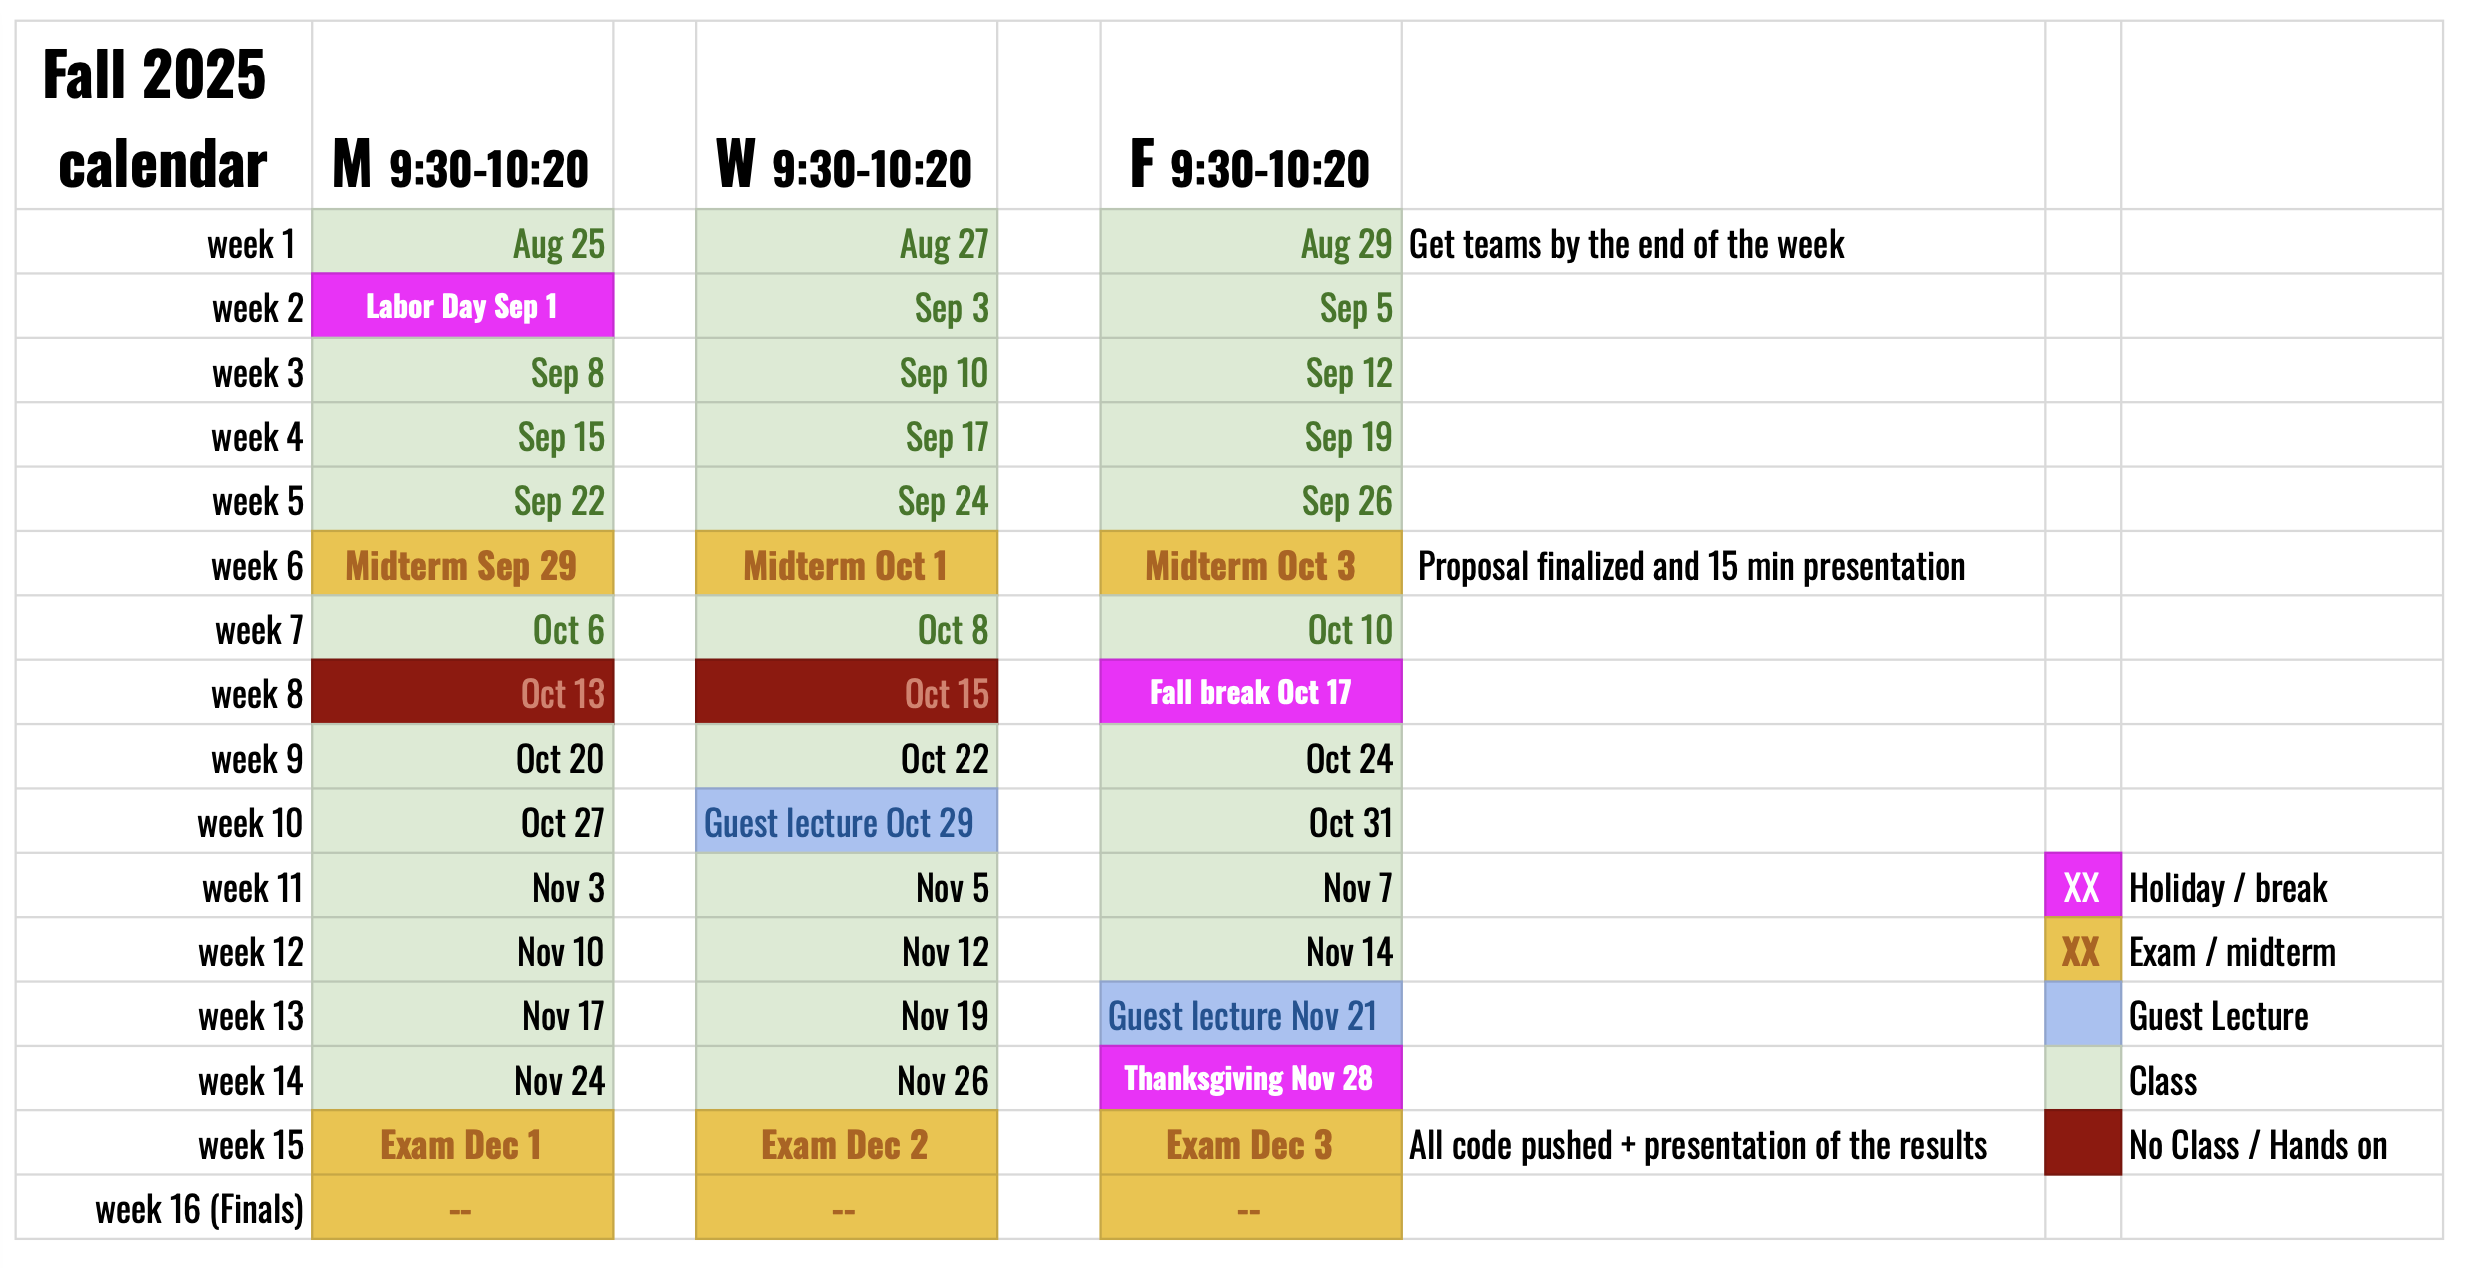 Fall 2025
calendar M 9:30-10:20 W 9:30-10:20 F 9:30-10:20
week 1 Aug 25 Aug 27 Aug 29 Get teams by the end of the week
week 2 Labor Day Sep 1 Sep 3 Sep 5
week 3 Sep 8 Sep 10 Sep 12
week 4 Sep 15 Sep 17 Sep 19
week 5 Sep 22 Sep 24 Sep 26
week 6 Midterm Sep 29 Midterm Oct 1 Midterm Oct 3 Proposal finalized and 15 min presentation
week 7 Oct 6 Oct 8 Oct 10
week 8 Oct 13 Oct 15 Fall break Oct 17
week 9 Oct 20 Oct 22 Oct 24
week 10 Oct 27 Guest lecture Oct 29 Oct 31
week 11 Nov 3 Nov 5 Nov 7 XX Holiday / break
week 12 Nov 10 Nov 12 Nov 14 XX Exam / midterm
week 13 Nov 17 Nov 19 Guest lecture Nov 21 Guest Lecture
week 14 Nov 24 Nov 26 Thanksgiving Nov 28 Class
week 15 Exam Dec 1 Exam Dec 2 Exam Dec 3 All code pushed + presentation of the results No Class / Hands on
week 16 (Finals) -- -- --